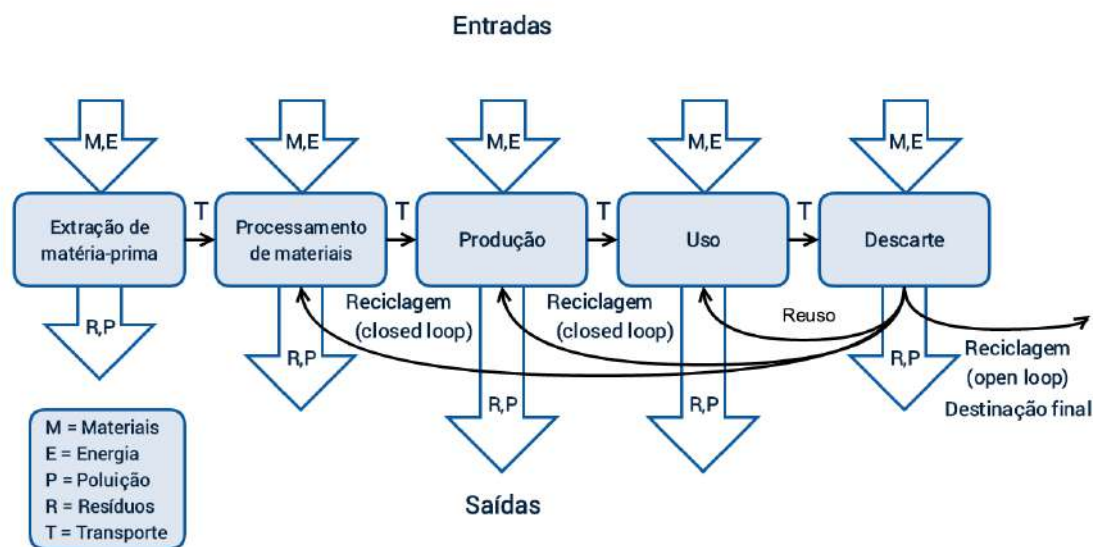 Entradas
M,E
M,E
M,E
M,E
M,E
Extração de
matéria-prima
T
Processamento
de materiais
T
Produção
T
Uso
T
Descarte
Reciclagem
(closed loop)
Reciclagem
(closed loop)
Reuso
Reciclagem
(open loop)
Destinação final
R,P
R,P
R,P
R,P
R,P
M = Materiais
E = Energia
P = Poluição
R = Resíduos
T = Transporte
Saídas